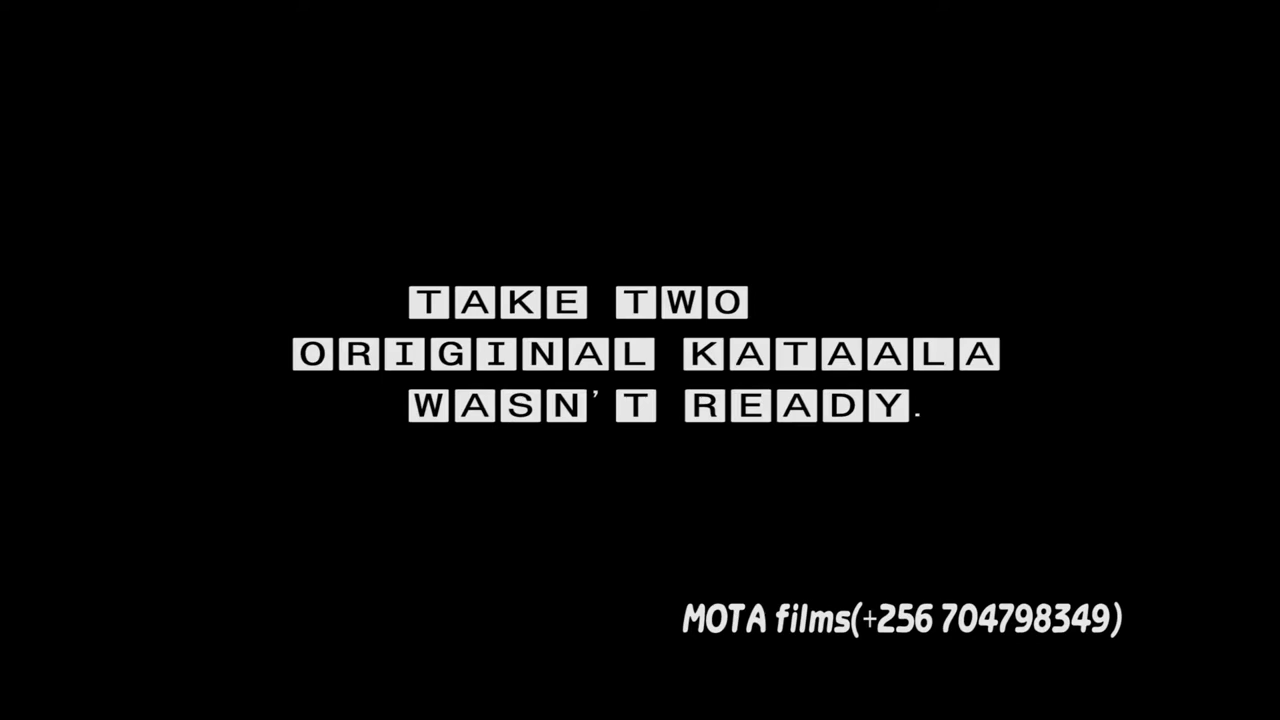 TAKE TWO
ORIGINAL KATAALA
WASN'T READY.
MOTA films(+256 704798349)